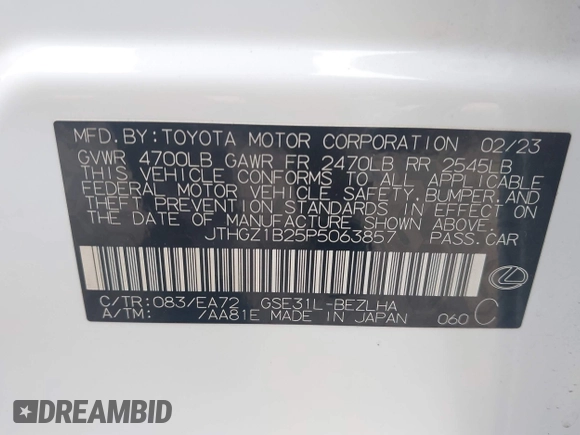 MFD. BY: TOYOTA MOTOR CORPORATION 02/23
GVWR 4700LB GAWR FR 2470LB RR 2545LB
THIS VEHICLE CONFORMS TO ALL APPLICABLE
FEDERAL MOTOR VEHICLE SAFETY, BUMPER, AND
THEFT PREVENTION STANDARDS IN EFFECT ON
THE DATE OF MANUFACTURE SHOWN ABOVE.
JTHGZ1B25P5063857 PASS. CAR
C/TR: 083/EA72 GSE31L-BEZLHA
A/TM: /AA81E MADE IN JAPAN 060 C
DREAMBID